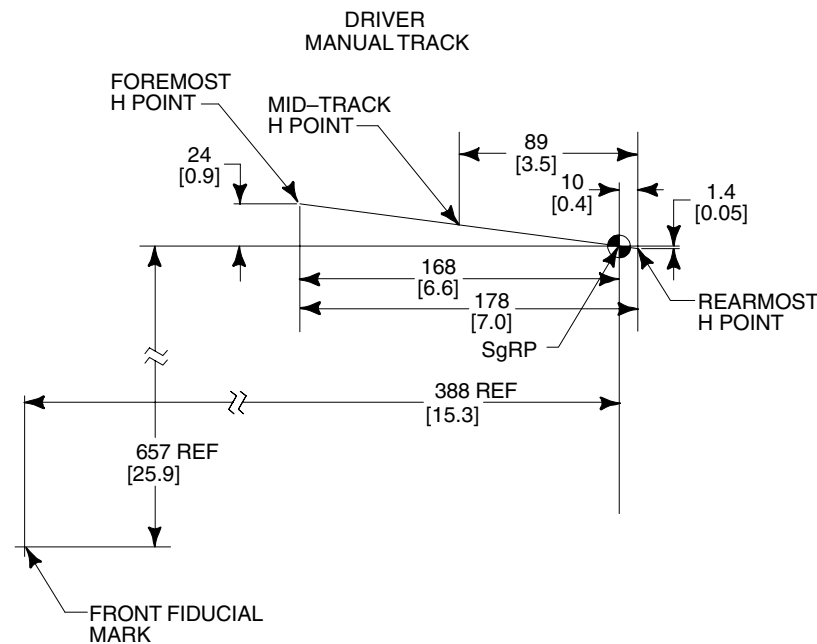 DRIVER
MANUAL TRACK
FOREMOST
H POINT
MID–TRACK
H POINT
24
[0.9]
89
[3.5]
10
[0.4]
1.4
[0.05]
168
[6.6]
178
[7.0]
REARMOST
H POINT
SgRP
388 REF
[15.3]
657 REF
[25.9]
FRONT FIDUCIAL
MARK